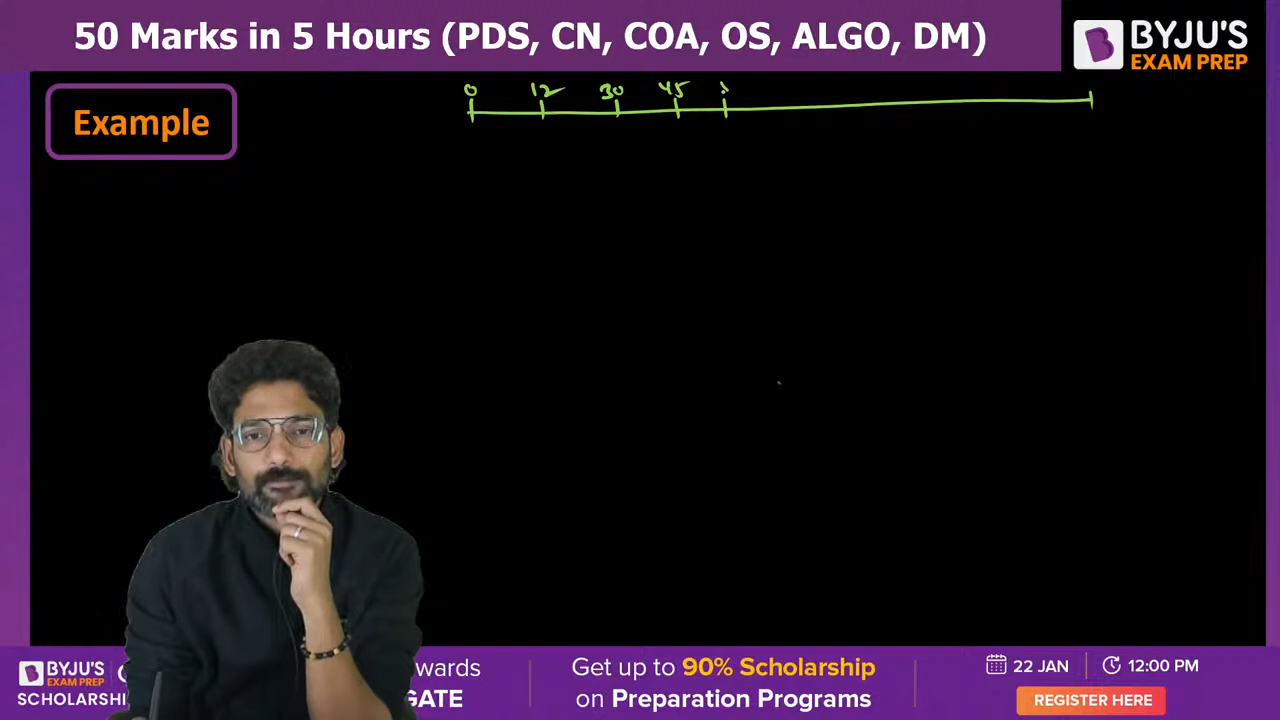 50 Marks in 5 Hours (PDS, CN, COA, OS, ALGO, DM)
BYJU'S
EXAM PREP
Example
0 12 30 45
BYJU'S
EXAM PREP
SCHOLARSHI
wards
GATE
Get up to 90% Scholarship
on Preparation Programs
22 JAN
12:00 PM
REGISTER HERE